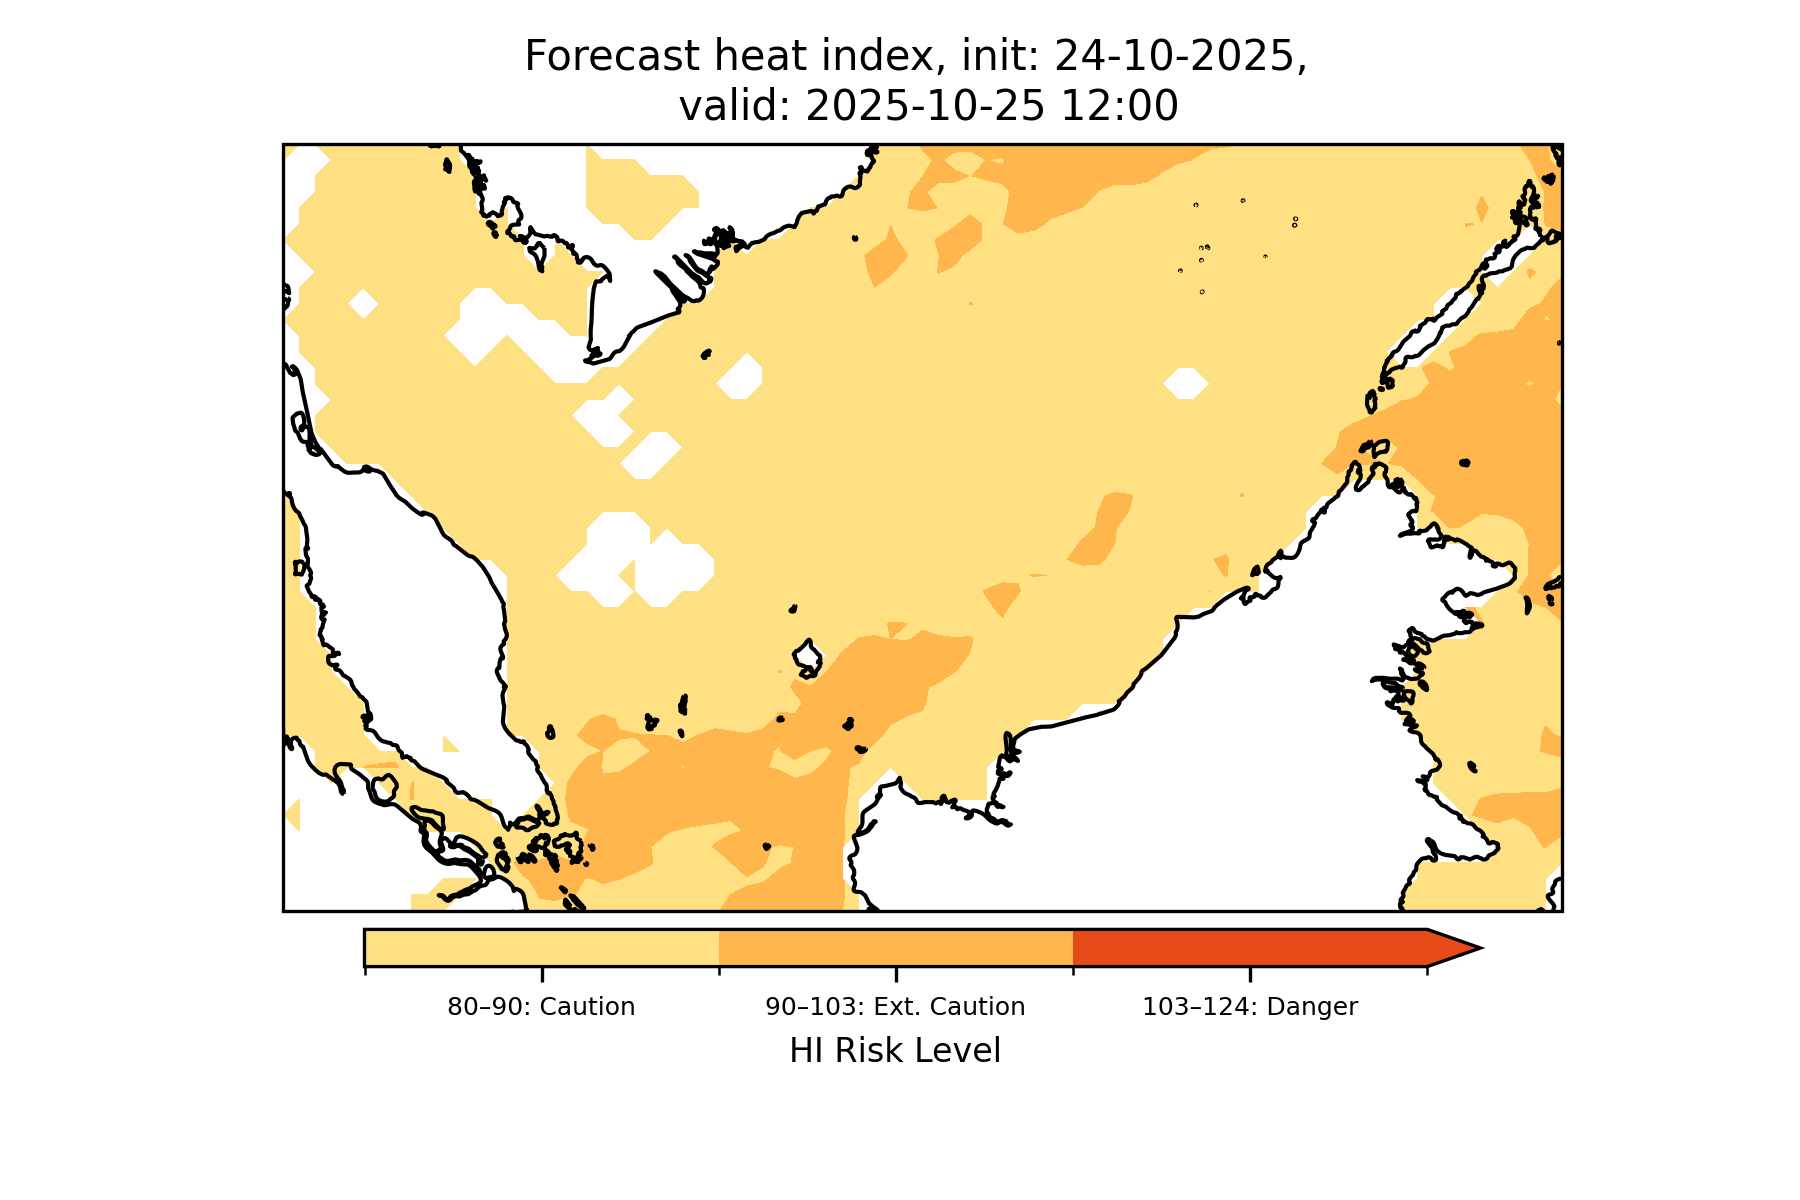 Forecast heat index, init: 24-10-2025,
valid: 2025-10-25 12:00
80–90: Caution
90–103: Ext. Caution
103–124: Danger
HI Risk Level